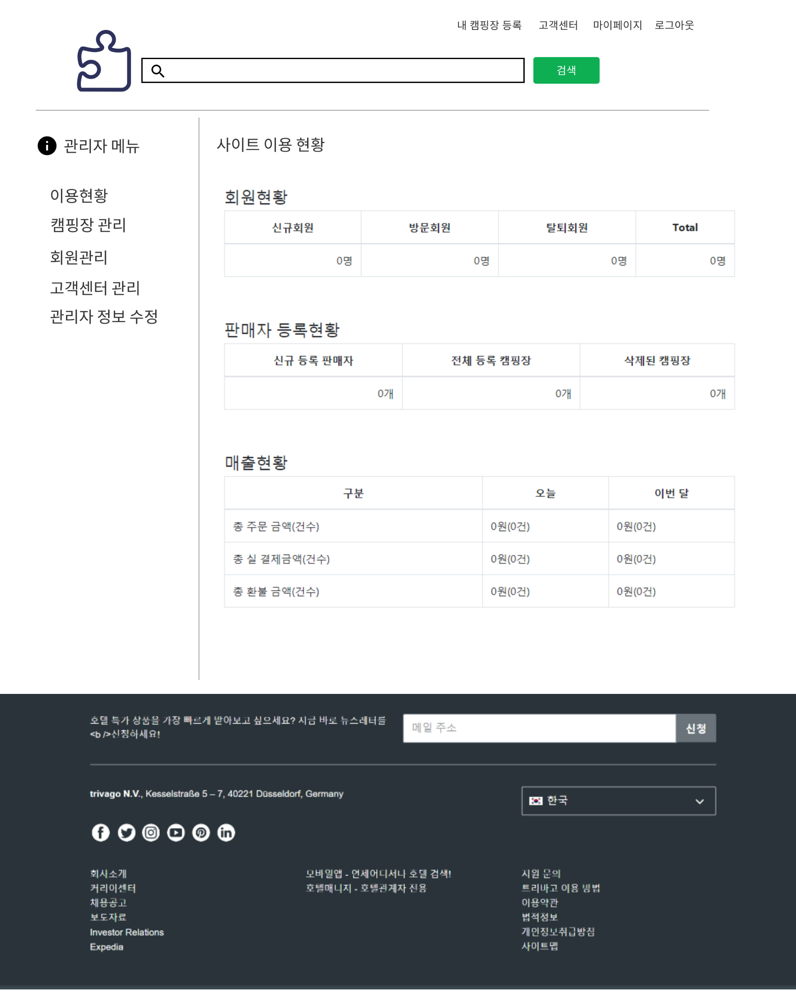 내 캠핑장 등록 고객센터 마이페이지 로그아웃
검색
관리자 메뉴
이용현황
캠핑장 관리
회원관리
고객센터 관리
관리자 정보 수정
사이트 이용 현황
회원현황
신규회원 방문회원 탈퇴회원 Total
0명 0명 0명 0명
판매자 등록현황
신규 등록 판매자 전체 등록 캠핑장 삭제된 캠핑장
0개 0개 0개
매출현황
구분 오늘 이번 달
총 주문 금액(건수) 0원(0건) 0원(0건)
총 실 결제금액(건수) 0원(0건) 0원(0건)
총 환불 금액(건수) 0원(0건) 0원(0건)
호텔 특가 상품을 가장 빠르게 받아보고 싶으세요? 지금 바로 뉴스레터를
<b />신청하세요!
메일 주소 신청
trivago N.V., Kesselstraße 5 – 7, 40221 Düsseldorf, Germany
한국
회사소개 모바일앱 - 언제어디서나 호텔 검색! 지원 문의
커리어센터 호텔매니저 - 호텔관계자 전용 트리바고 이용 방법
채용공고 이용약관
보도자료 법적정보
Investor Relations 개인정보취급방침
Expedia 사이트맵